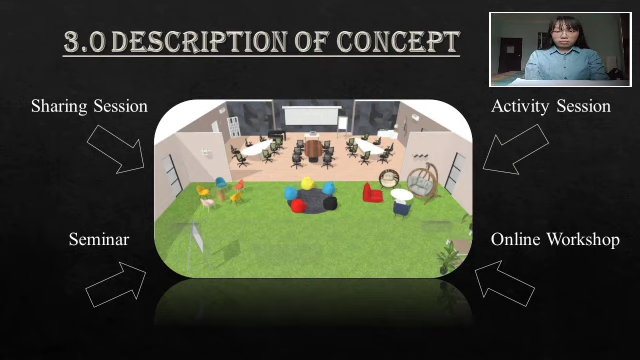 3.0 DESCRIPTION OF CONCEPT
Sharing Session
Activity Session
Seminar
Online Workshop